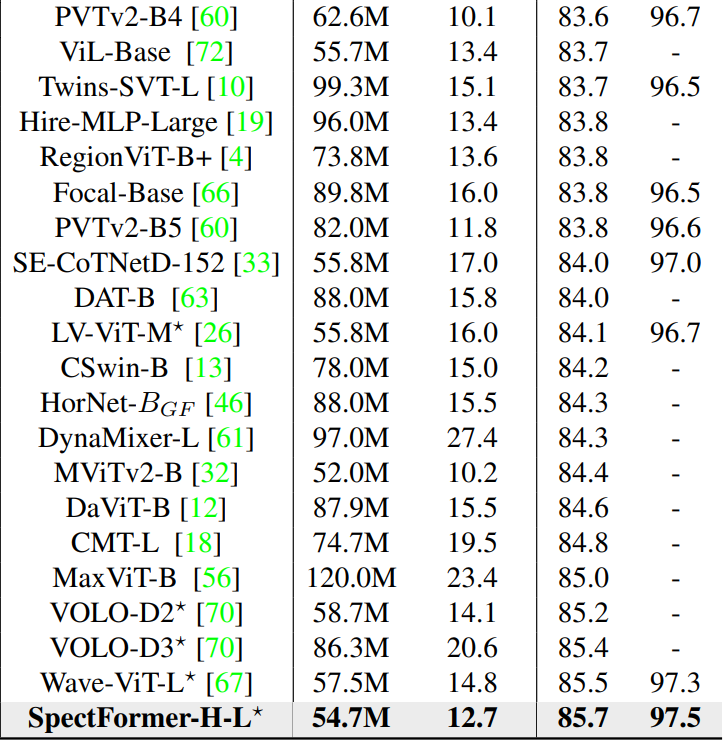 PVTv2-B4 [60] 62.6M 10.1 83.6 96.7
ViL-Base [72] 55.7M 13.4 83.7 -
Twins-SVT-L [10] 99.3M 15.1 83.7 96.5
Hire-MLP-Large [19] 96.0M 13.4 83.8 -
RegionViT-B+ [4] 73.8M 13.6 83.8 -
Focal-Base [66] 89.8M 16.0 83.8 96.5
PVTv2-B5 [60] 82.0M 11.8 83.8 96.6
SE-CoTNetD-152 [33] 55.8M 17.0 84.0 97.0
DAT-B [63] 88.0M 15.8 84.0 -
LV-ViT-M⋆ [26] 55.8M 16.0 84.1 96.7
CSwin-B [13] 78.0M 15.0 84.2 -
HorNet-B_GF [46] 88.0M 15.5 84.3 -
DynaMixer-L [61] 97.0M 27.4 84.3 -
MViTv2-B [32] 52.0M 10.2 84.4 -
DaViT-B [12] 87.9M 15.5 84.6 -
CMT-L [18] 74.7M 19.5 84.8 -
MaxViT-B [56] 120.0M 23.4 85.0 -
VOLO-D2⋆ [70] 58.7M 14.1 85.2 -
VOLO-D3⋆ [70] 86.3M 20.6 85.4 -
Wave-ViT-L⋆ [67] 57.5M 14.8 85.5 97.3
SpectFormer-H-L⋆ 54.7M 12.7 85.7 97.5